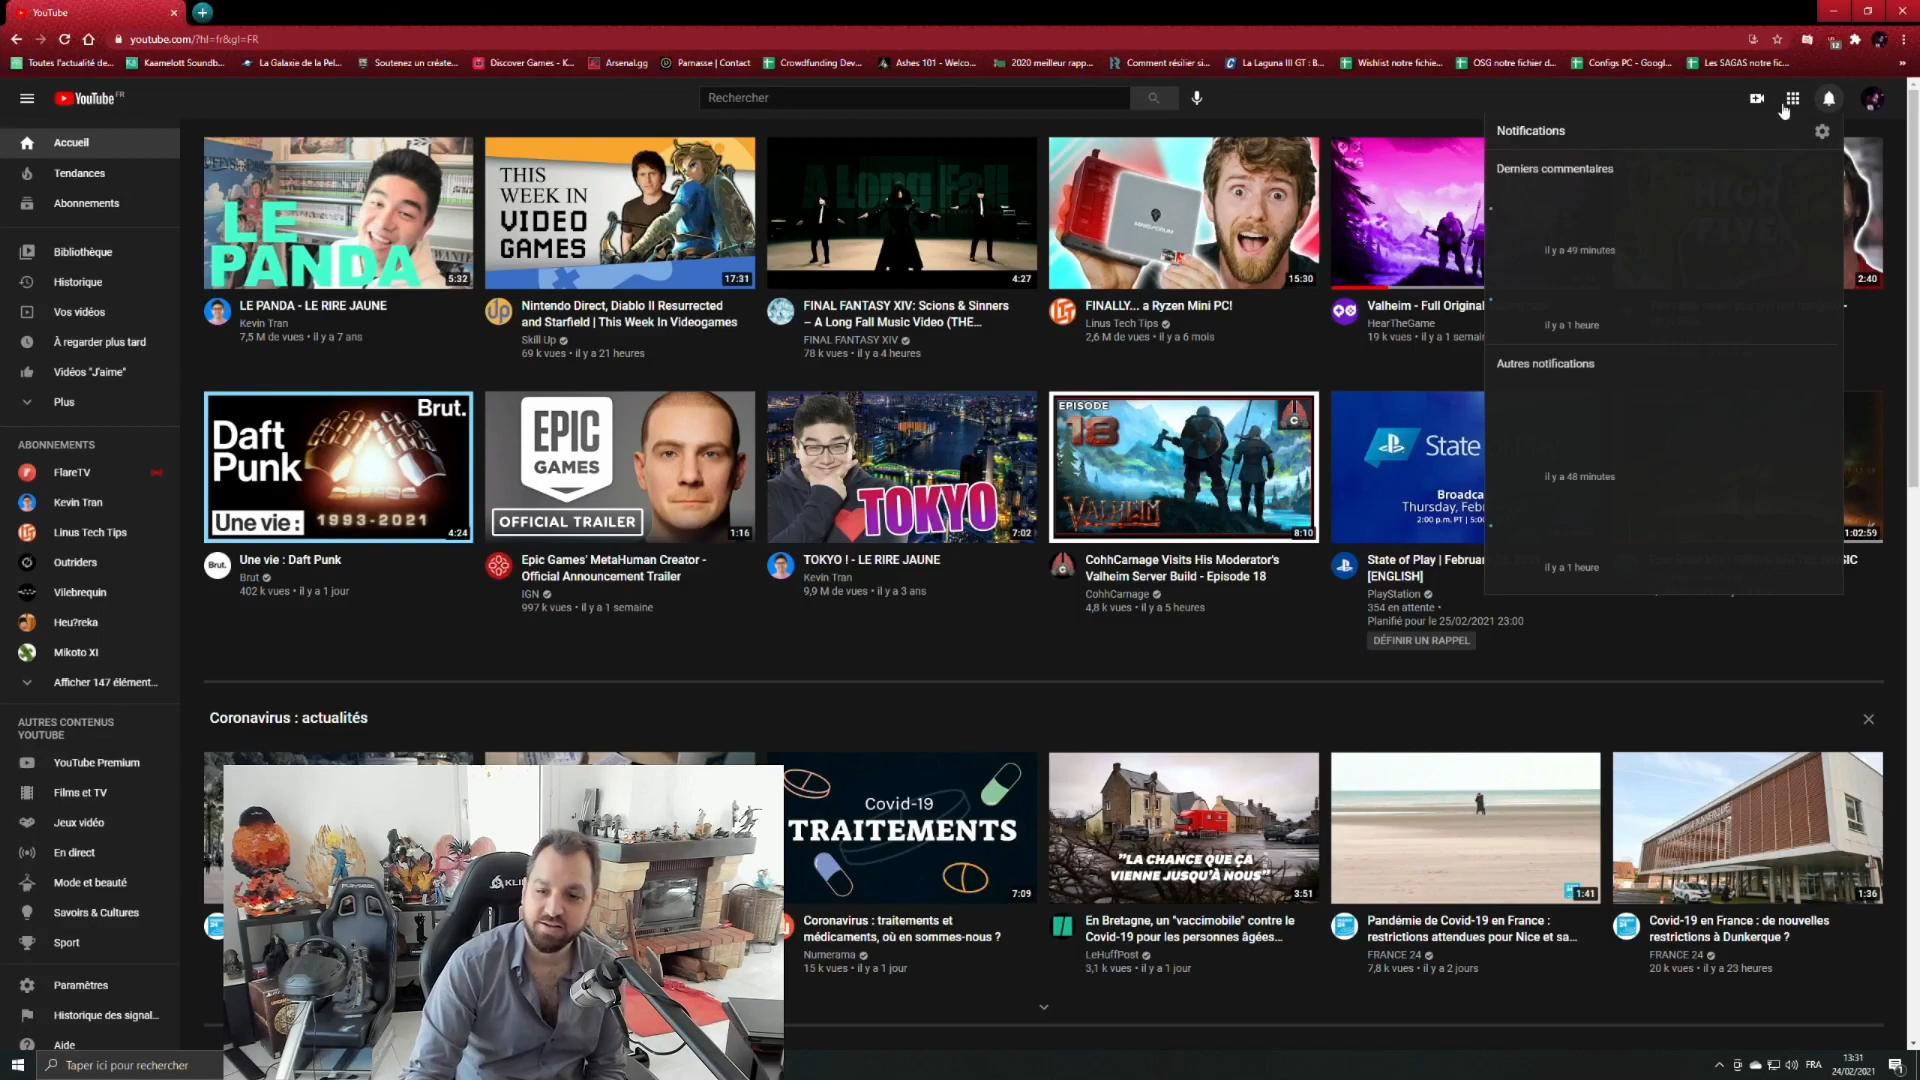 YouTube
youtube.com/?hl=fr&gl=FR
12
Toutes l'actualité de...
Kaamelott Soundb...
La Galaxie de la Pel...
Soutenez un créate...
Discover Games - K...
Arsenal.gg
Parnasse | Contact
Crowdfunding Dev...
Ashes 101 - Welco...
2020 meilleur rapp...
Comment résilier si...
La Laguna III GT : B...
Wishlist notre fichie...
OSG notre fichier d...
Configs PC - Googl...
Les SAGAS notre fic...
YouTube FR
Rechercher
Accueil
Tendances
Abonnements
Bibliothèque
Historique
Vos vidéos
À regarder plus tard
Vidéos "J'aime"
Plus
ABONNEMENTS
FlareTV
Kevin Tran
Linus Tech Tips
Outriders
Vilebrequin
Heu?reka
Mikoto XI
Afficher 147 élément...
AUTRES CONTENUS
YOUTUBE
YouTube Premium
Films et TV
Jeux vidéo
En direct
Mode et beauté
Savoirs & Cultures
Sport
Paramètres
Historique des signal...
Aide
LE
PANDA
5:32
LE PANDA - LE RIRE JAUNE
Kevin Tran
7,5 M de vues • il y a 7 ans
THIS
WEEK IN
VIDEO
GAMES
17:31
up
Nintendo Direct, Diablo II Resurrected
and Starfield | This Week In Videogames
Skill Up
69 k vues • il y a 21 heures
A Long Fall
4:27
FINAL FANTASY XIV: Scions & Sinners
– A Long Fall Music Video (THE...
FINAL FANTASY XIV
78 k vues • il y a 4 heures
MINISFORUM
15:30
FINALLY... a Ryzen Mini PC!
Linus Tech Tips
2,6 M de vues • il y a 6 mois
Valheim - Full Original
HearTheGame
19 k vues • il y a 1 semain
2:40
Notifications
Derniers commentaires
il y a 49 minutes
il y a 1 heure
Autres notifications
il y a 48 minutes
il y a 1 heure
Brut.
Daft
Punk
Une vie :
1993-2021
4:24
Brut.
Une vie : Daft Punk
Brut
402 k vues • il y a 1 jour
EPIC
GAMES
OFFICIAL TRAILER
1:16
Epic Games' MetaHuman Creator -
Official Announcement Trailer
IGN
997 k vues • il y a 1 semaine
TOKYO
7:02
TOKYO ! - LE RIRE JAUNE
Kevin Tran
9,9 M de vues • il y a 3 ans
EPISODE
18
VALHEIM
8:10
CohhCarnage Visits His Moderator's
Valheim Server Build - Episode 18
CohhCarnage
4,8 k vues • il y a 5 heures
State
Broadca
Thursday, Feb
2:00 p.m. PT | 5:0
State of Play | Februar
[ENGLISH]
PlayStation
354 en attente •
Planifié pour le 25/02/2021 23:00
DÉFINIR UN RAPPEL
1:02:59
Coronavirus : actualités
Covid-19
TRAITEMENTS
7:09
Coronavirus : traitements et
médicaments, où en sommes-nous ?
Numerama
15 k vues • il y a 1 jour
"LA CHANCE QUE ÇA
VIENNE JUSQU'À NOUS"
3:51
En Bretagne, un "vaccimobile" contre le
Covid-19 pour les personnes âgées...
LeHuffPost
3,1 k vues • il y a 1 jour
1:41
Pandémie de Covid-19 en France :
restrictions attendues pour Nice et sa...
FRANCE 24
7,8 k vues • il y a 2 jours
1:36
Covid-19 en France : de nouvelles
restrictions à Dunkerque ?
FRANCE 24
20 k vues • il y a 23 heures
PLAYSEAT
Taper ici pour rechercher
FRA
13:31
24/02/2021